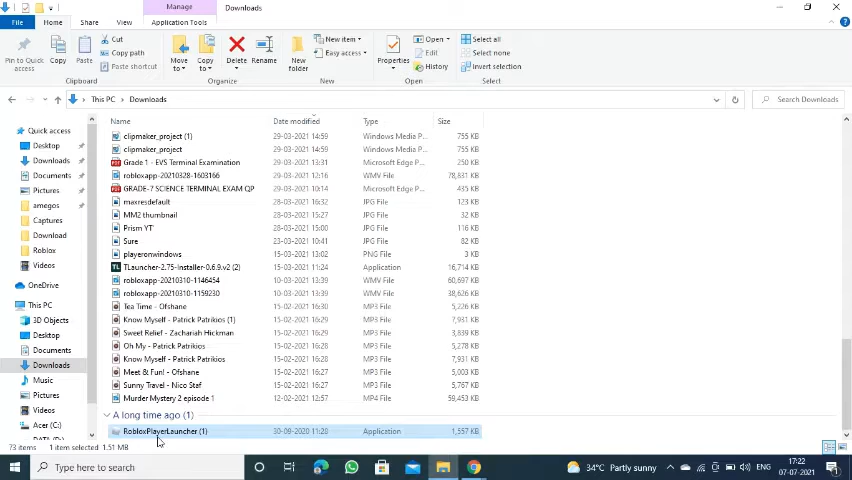 Manage
Downloads
File
Home
Share
View
Application Tools
Pin to Quick access
Copy
Paste
Cut
Copy path
Paste shortcut
Clipboard
Move to
Copy to
Delete
Rename
Organize
New folder
New item
Easy access
New
Properties
Open
Edit
History
Open
Select all
Select none
Invert selection
Select
This PC > Downloads
Search Downloads
Name Date modified Type Size
Quick access
Desktop
Downloads
Documents
Pictures
amegos
Captures
Download
Roblox
Videos
OneDrive
This PC
3D Objects
Desktop
Documents
Downloads
Music
Pictures
Videos
Acer (C:)
clipmaker_project (1) 29-03-2021 14:59 Windows Media P... 755 KB
clipmaker_project 29-03-2021 14:59 Windows Media P... 755 KB
Grade 1 - EVS Terminal Examination 29-03-2021 13:31 Microsoft Edge P... 250 KB
robloxapp-20210328-1603166 29-03-2021 12:16 WMV File 78,831 KB
GRADE-7 SCIENCE TERMINAL EXAM QP 29-03-2021 10:14 Microsoft Edge P... 435 KB
maxresdefault 28-03-2021 16:32 JPG File 74 KB
MM2 thumbnail 28-03-2021 15:27 JPG File 32 KB
Prism YT' 28-03-2021 15:00 JPG File 116 KB
Sure 23-03-2021 10:41 JPG File 82 KB
playeronwindows 15-03-2021 13:02 PNG File 3 KB
TLauncher-2.75-Installer-0.6.9.v2 (2) 15-03-2021 11:24 Application 16,714 KB
robloxapp-20210310-1146454 10-03-2021 13:39 WMV File 60,697 KB
robloxapp-20210310-1159230 10-03-2021 13:39 WMV File 38,626 KB
Tea Time - Ofshane 15-02-2021 16:30 MP3 File 5,226 KB
Know Myself - Patrick Patrikios (1) 15-02-2021 16:29 MP3 File 7,931 KB
Sweet Relief - Zachariah Hickman 15-02-2021 16:29 MP3 File 3,839 KB
Oh My - Patrick Patrikios 15-02-2021 16:28 MP3 File 5,278 KB
Know Myself - Patrick Patrikios 15-02-2021 16:28 MP3 File 7,931 KB
Meet & Fun! - Ofshane 15-02-2021 16:27 MP3 File 5,003 KB
Sunny Travel - Nico Staf 15-02-2021 16:27 MP3 File 5,767 KB
Murder Mystery 2 episode 1 12-02-2021 12:57 MP4 File 59,453 KB
A long time ago (1)
RobloxPlayerLauncher (1) 30-09-2020 11:28 Application 1,557 KB
73 items 1 item selected 1.51 MB
Type here to search
34°C Partly sunny
ENG
17:22
07-07-2021